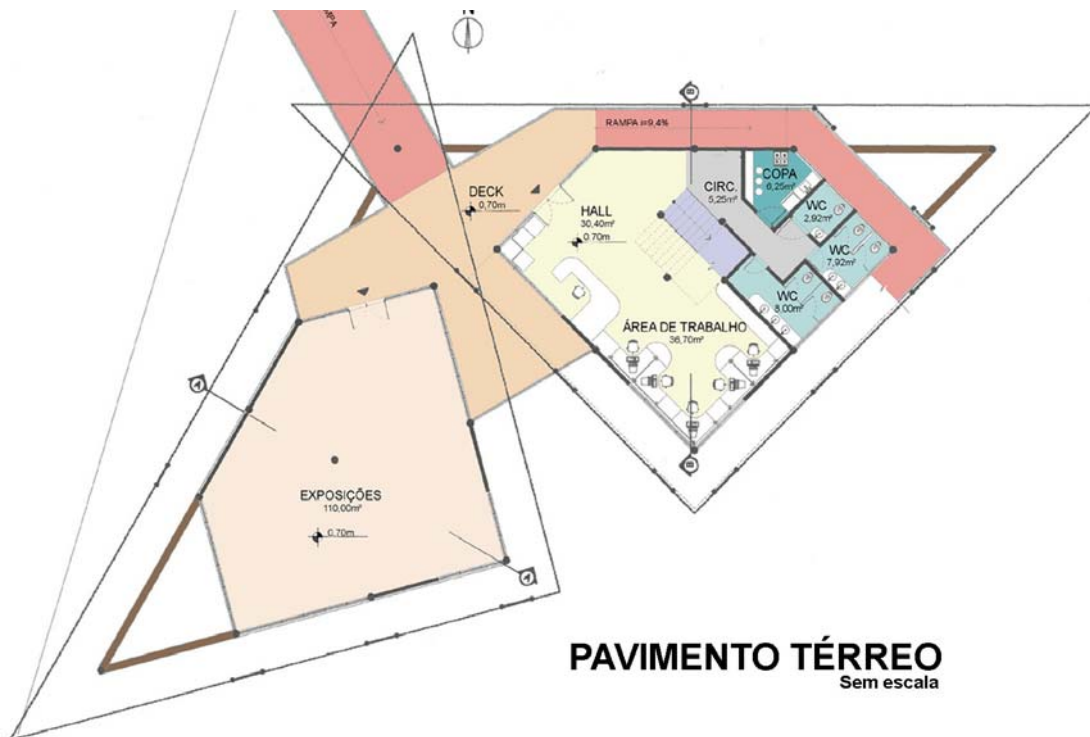 N
RAMPA
RAMPA i=9,4%
DECK
0,70m
HALL
30,40m²
0.70m
CIRC.
5,25m²
COPA
6,25m²
WC
2,92m²
WC
7,92m²
WC
8,00m²
ÁREA DE TRABALHO
36,70m²
EXPOSIÇÕES
110,00m²
0,70m
A
A
B
B
PAVIMENTO TÉRREO
Sem escala